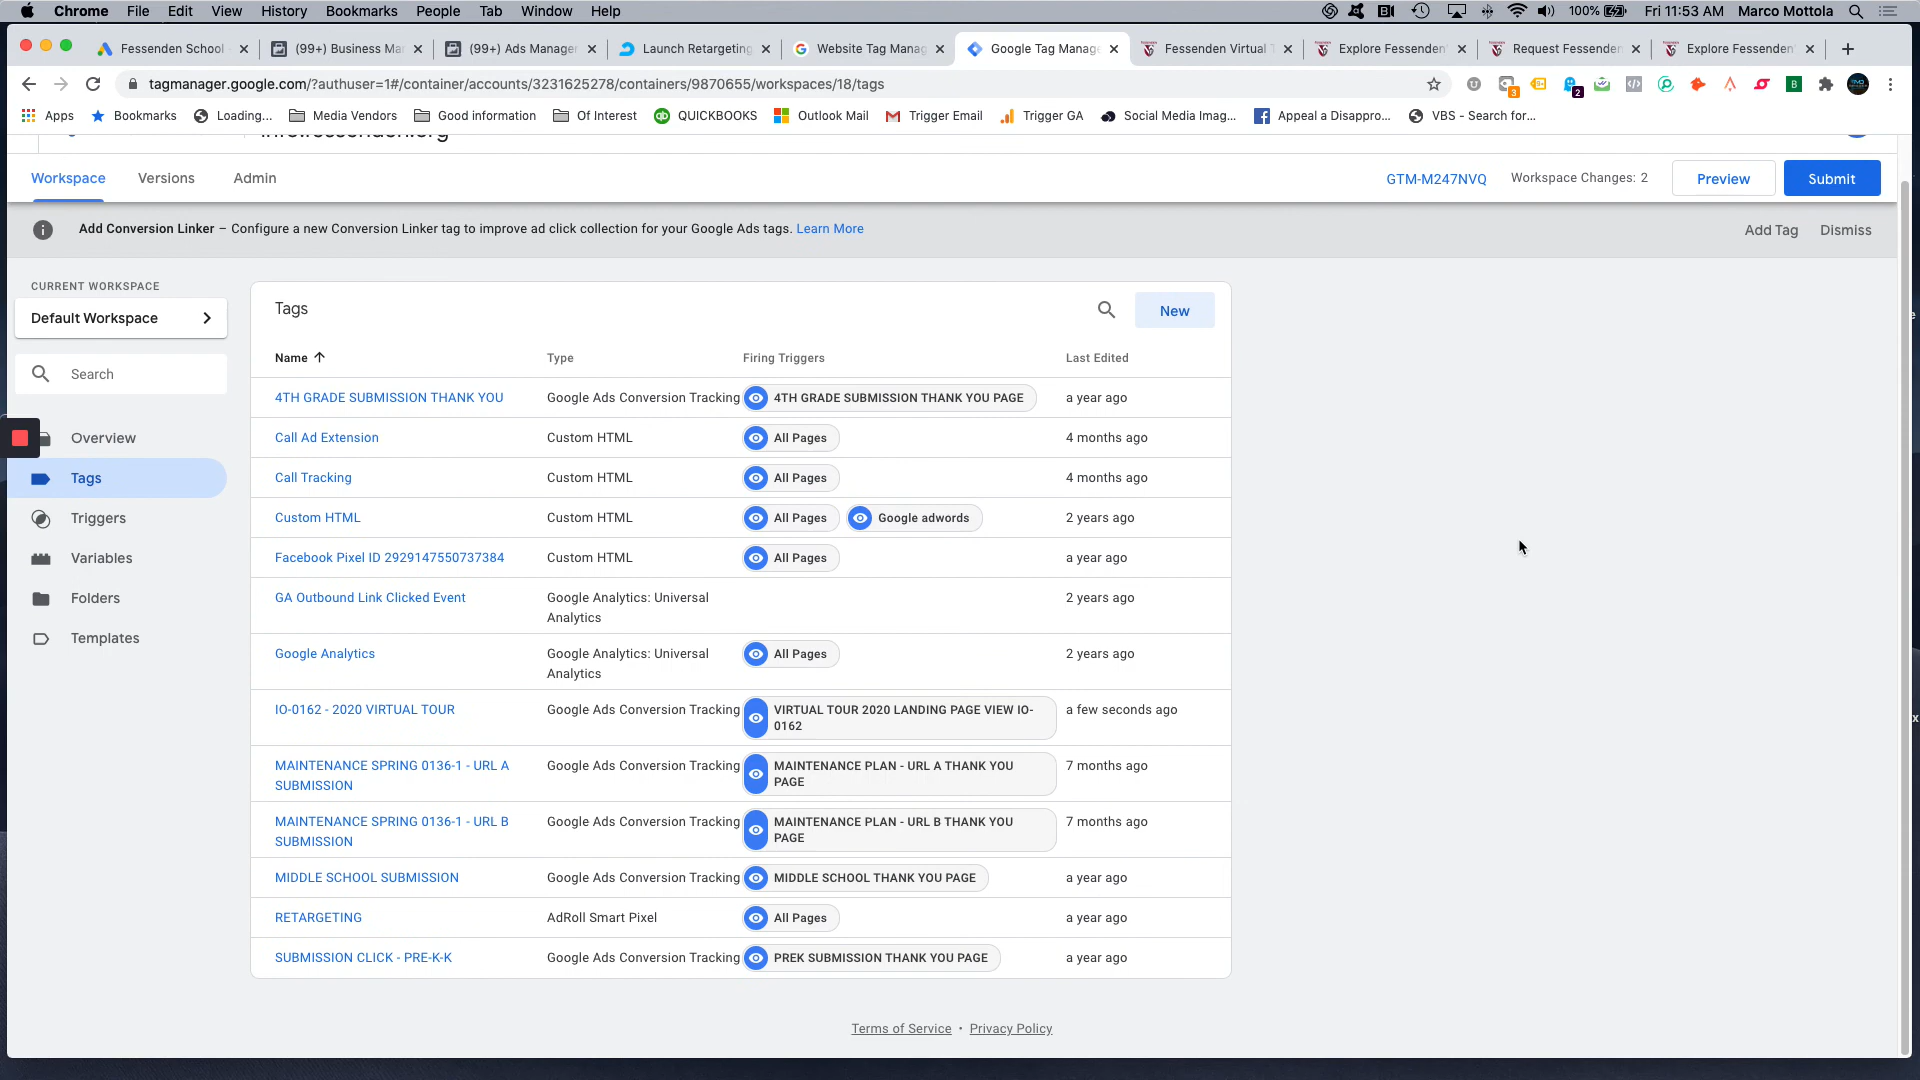 Chrome File Edit View History Bookmarks People Tab Window Help 100% Fri 11:53 AM Marco Mottola
Fessenden School (99+) Business Ma (99+) Ads Manager Launch Retargeting Website Tag Manag Google Tag Manage Fessenden Virtual T Explore Fessenden' Request Fessenden Explore Fessenden'
tagmanager.google.com/?authuser=1#/container/accounts/3231625278/containers/9870655/workspaces/18/tags 3 2 B
Apps Bookmarks Loading... Media Vendors Good information Of Interest QUICKBOOKS Outlook Mail Trigger Email Trigger GA Social Media Imag... Appeal a Disappro... VBS - Search for...
Workspace Versions Admin GTM-M247NVQ Workspace Changes: 2 Preview Submit
Add Conversion Linker – Configure a new Conversion Linker tag to improve ad click collection for your Google Ads tags. Learn More Add Tag Dismiss
CURRENT WORKSPACE
Default Workspace
Search
Overview
Tags
Triggers
Variables
Folders
Templates
Tags New
Name Type Firing Triggers Last Edited
4TH GRADE SUBMISSION THANK YOU Google Ads Conversion Tracking 4TH GRADE SUBMISSION THANK YOU PAGE a year ago
Call Ad Extension Custom HTML All Pages 4 months ago
Call Tracking Custom HTML All Pages 4 months ago
Custom HTML Custom HTML All Pages Google adwords 2 years ago
Facebook Pixel ID 2929147550737384 Custom HTML All Pages a year ago
GA Outbound Link Clicked Event Google Analytics: Universal 2 years ago
Analytics
Google Analytics Google Analytics: Universal All Pages 2 years ago
Analytics
IO-0162 - 2020 VIRTUAL TOUR Google Ads Conversion Tracking VIRTUAL TOUR 2020 LANDING PAGE VIEW IO- a few seconds ago
0162
MAINTENANCE SPRING 0136-1 - URL A Google Ads Conversion Tracking MAINTENANCE PLAN - URL A THANK YOU 7 months ago
SUBMISSION PAGE
MAINTENANCE SPRING 0136-1 - URL B Google Ads Conversion Tracking MAINTENANCE PLAN - URL B THANK YOU 7 months ago
SUBMISSION PAGE
MIDDLE SCHOOL SUBMISSION Google Ads Conversion Tracking MIDDLE SCHOOL THANK YOU PAGE a year ago
RETARGETING AdRoll Smart Pixel All Pages a year ago
SUBMISSION CLICK - PRE-K-K Google Ads Conversion Tracking PREK SUBMISSION THANK YOU PAGE a year ago
Terms of Service • Privacy Policy